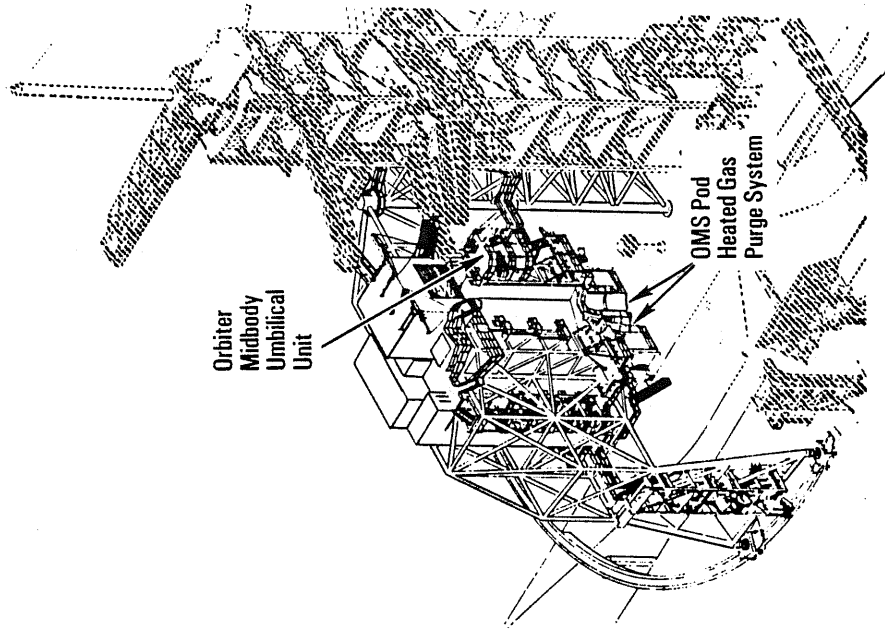 Orbiter
Midbody
Umbilical
Unit
OMS Pod
Heated Gas
Purge System